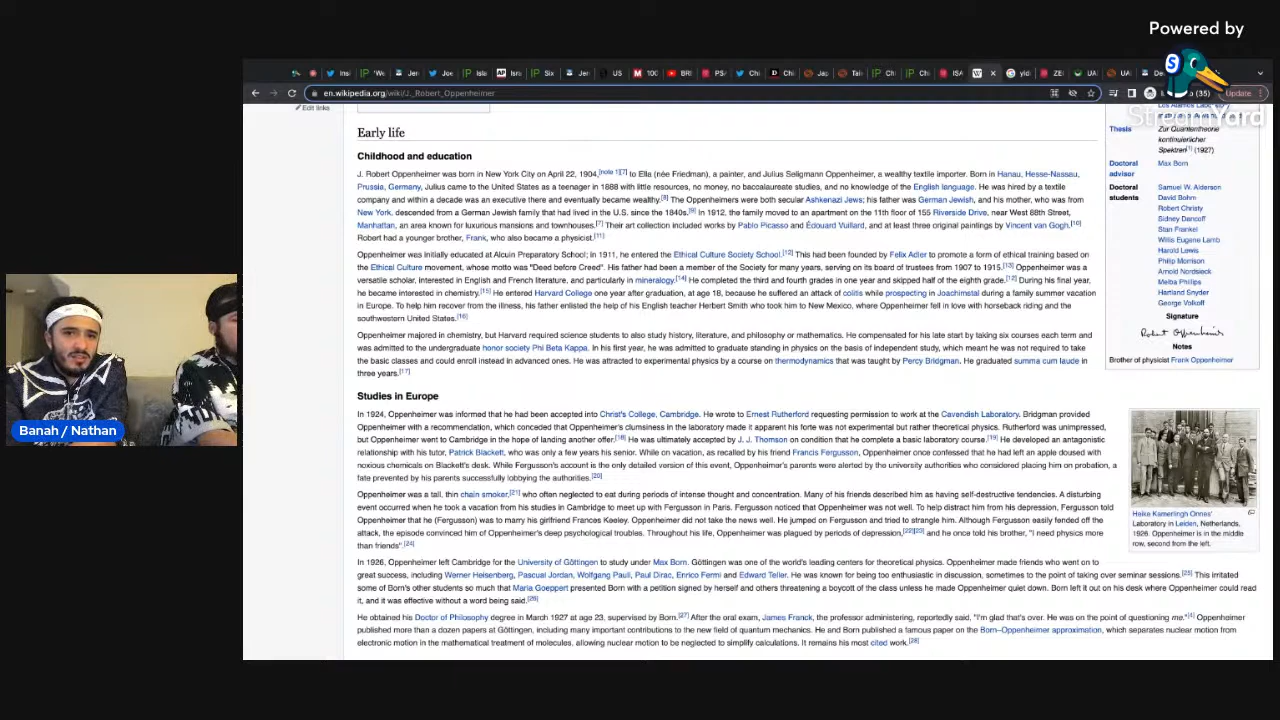 Powered by
StreamYard
en.wikipedia.org/wiki/J._Robert_Oppenheimer
Update
Edit links
Early life
Childhood and education
J. Robert Oppenheimer was born in New York City on April 22, 1904,[note 1][7] to Ella (née Friedman), a painter, and Julius Seligmann Oppenheimer, a wealthy textile importer. Born in Hanau, Hesse-Nassau,
Prussia, Germany, Julius came to the United States as a teenager in 1888 with little resources, no money, no baccalaureate studies, and no knowledge of the English language. He was hired by a textile
company and within a decade was an executive there and eventually became wealthy.[8] The Oppenheimers were both secular Ashkenazi Jews; his father was German Jewish, and his mother, who was from
New York, descended from a German Jewish family that had lived in the U.S. since the 1840s.[9] In 1912, the family moved to an apartment on the 11th floor of 155 Riverside Drive, near West 88th Street,
Manhattan, an area known for luxurious mansions and townhouses.[7] Their art collection included works by Pablo Picasso and Édouard Vuillard, and at least three original paintings by Vincent van Gogh.[10]
Robert had a younger brother, Frank, who also became a physicist.[11]
Oppenheimer was initially educated at Alcuin Preparatory School; in 1911, he entered the Ethical Culture Society School.[12] This had been founded by Felix Adler to promote a form of ethical training based on
the Ethical Culture movement, whose motto was "Deed before Creed". His father had been a member of the Society for many years, serving on its board of trustees from 1907 to 1915.[13] Oppenheimer was a
versatile scholar, interested in English and French literature, and particularly in mineralogy.[14] He completed the third and fourth grades in one year and skipped half of the eighth grade.[12] During his final year,
he became interested in chemistry.[15] He entered Harvard College one year after graduation, at age 18, because he suffered an attack of colitis while prospecting in Joachimstal during a family summer vacation
in Europe. To help him recover from the illness, his father enlisted the help of his English teacher Herbert Smith who took him to New Mexico, where Oppenheimer fell in love with horseback riding and the
southwestern United States.[16]
Oppenheimer majored in chemistry, but Harvard required science students to also study history, literature, and philosophy or mathematics. He compensated for his late start by taking six courses each term and
was admitted to the undergraduate honor society Phi Beta Kappa. In his first year, he was admitted to graduate standing in physics on the basis of independent study, which meant he was not required to take
the basic classes and could enroll instead in advanced ones. He was attracted to experimental physics by a course on thermodynamics that was taught by Percy Bridgman. He graduated summa cum laude in
three years.[17]
Studies in Europe
In 1924, Oppenheimer was informed that he had been accepted into Christ's College, Cambridge. He wrote to Ernest Rutherford requesting permission to work at the Cavendish Laboratory. Bridgman provided
Oppenheimer with a recommendation, which conceded that Oppenheimer's clumsiness in the laboratory made it apparent his forte was not experimental but rather theoretical physics. Rutherford was unimpressed,
but Oppenheimer went to Cambridge in the hope of landing another offer.[18] He was ultimately accepted by J. J. Thomson on condition that he complete a basic laboratory course.[19] He developed an antagonistic
relationship with his tutor, Patrick Blackett, who was only a few years his senior. While on vacation, as recalled by his friend Francis Fergusson, Oppenheimer once confessed that he had left an apple doused with
noxious chemicals on Blackett's desk. While Fergusson's account is the only detailed version of this event, Oppenheimer's parents were alerted by the university authorities who considered placing him on probation, a
fate prevented by his parents successfully lobbying the authorities.[20]
Oppenheimer was a tall, thin chain smoker,[21] who often neglected to eat during periods of intense thought and concentration. Many of his friends described him as having self-destructive tendencies. A disturbing
event occurred when he took a vacation from his studies in Cambridge to meet up with Fergusson in Paris. Fergusson noticed that Oppenheimer was not well. To help distract him from his depression, Fergusson told
Oppenheimer that he (Fergusson) was to marry his girlfriend Frances Keeley. Oppenheimer did not take the news well. He jumped on Fergusson and tried to strangle him. Although Fergusson easily fended off the
attack, the episode convinced him of Oppenheimer's deep psychological troubles. Throughout his life, Oppenheimer was plagued by periods of depression,[22][23] and he once told his brother, "I need physics more
than friends".[24]
In 1926, Oppenheimer left Cambridge for the University of Göttingen to study under Max Born. Göttingen was one of the world's leading centers for theoretical physics. Oppenheimer made friends who went on to
great success, including Werner Heisenberg, Pascual Jordan, Wolfgang Pauli, Paul Dirac, Enrico Fermi and Edward Teller. He was known for being too enthusiastic in discussion, sometimes to the point of taking over seminar sessions.[25] This irritated
some of Born's other students so much that Maria Goeppert presented Born with a petition signed by herself and others threatening a boycott of the class unless he made Oppenheimer quiet down. Born left it out on his desk where Oppenheimer could read
it, and it was effective without a word being said.[26]
He obtained his Doctor of Philosophy degree in March 1927 at age 23, supervised by Born.[27] After the oral exam, James Franck, the professor administering, reportedly said, "I'm glad that's over. He was on the point of questioning me."[4] Oppenheimer
published more than a dozen papers at Göttingen, including many important contributions to the new field of quantum mechanics. He and Born published a famous paper on the Born–Oppenheimer approximation, which separates nuclear motion from
electronic motion in the mathematical treatment of molecules, allowing nuclear motion to be neglected to simplify calculations. It remains his most cited work.[28]
Thesis
Zur Quantentheorie
kontinuierlicher
Spektren[1] (1927)
Doctoral advisor
Max Born
Doctoral students
Samuel W. Alderson
David Bohm
Robert Christy
Sidney Dancoff
Stan Frankel
Willis Eugene Lamb
Harold Lewis
Philip Morrison
Arnold Nordsieck
Melba Phillips
Hartland Snyder
George Volkoff
Signature
Robert Oppenheimer
Notes
Brother of physicist Frank Oppenheimer
Heike Kamerlingh Onnes'
Laboratory in Leiden, Netherlands,
1926. Oppenheimer is in the middle
row, second from the left.
Banah / Nathan